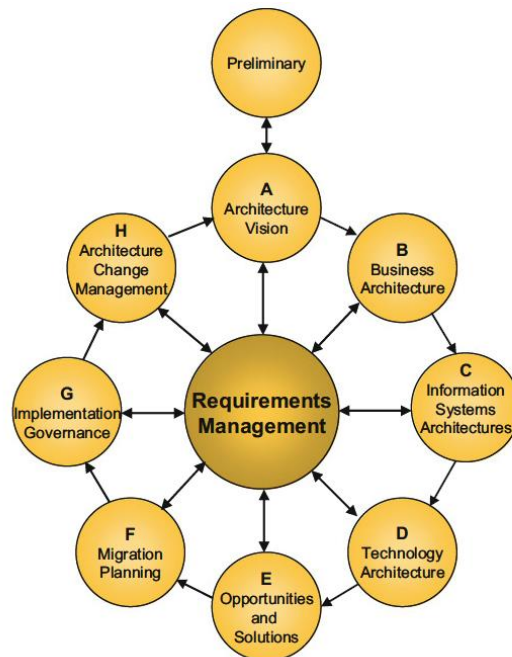 Preliminary
A
Architecture
Vision
H
Architecture
Change
Management
B
Business
Architecture
G
Implementation
Governance
Requirements
Management
C
Information
Systems
Architectures
F
Migration
Planning
D
Technology
Architecture
E
Opportunities
and
Solutions